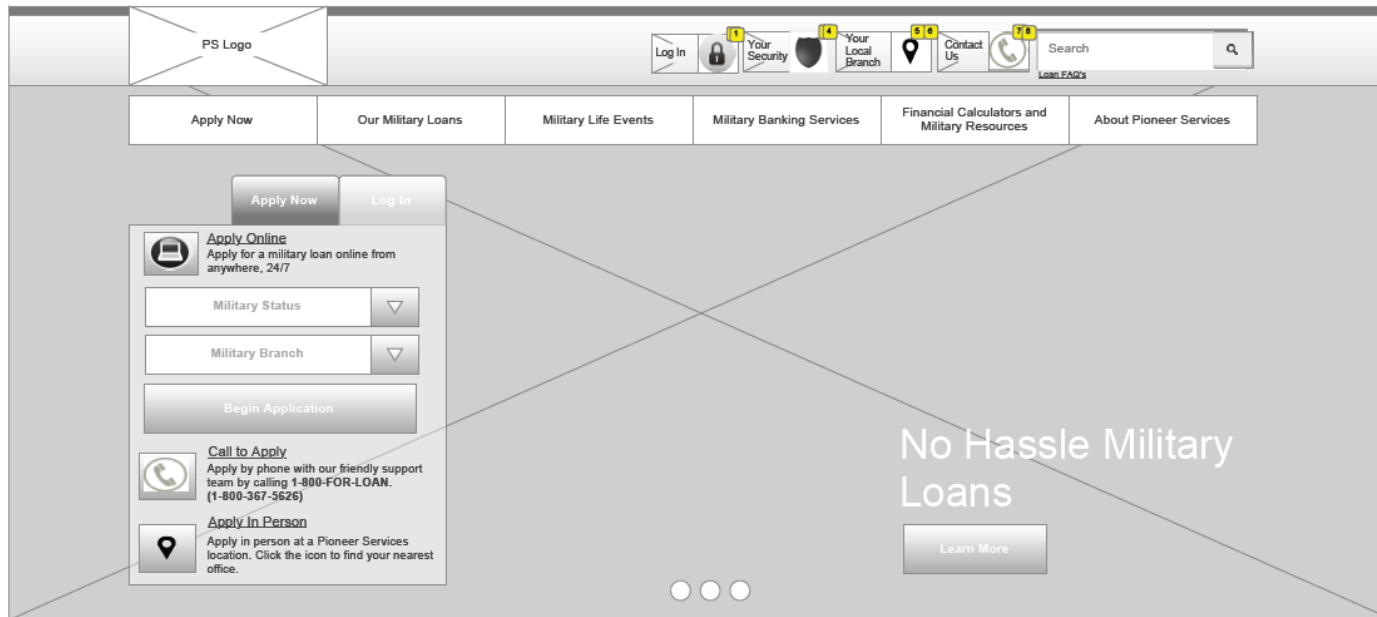 PS Logo
Log In
1
Your
Security
4
Your
Local
Branch
5 6
Contact
Us
7 8
Search
Loan FAQ's
Apply Now
Our Military Loans
Military Life Events
Military Banking Services
Financial Calculators and
Military Resources
About Pioneer Services
Apply Now
Log In
Apply Online
Apply for a military loan online from
anywhere, 24/7
Military Status
Military Branch
Begin Application
Call to Apply
Apply by phone with our friendly support
team by calling 1-800-FOR-LOAN.
(1-800-367-5626)
Apply In Person
Apply in person at a Pioneer Services
location. Click the icon to find your nearest
office.
No Hassle Military
Loans
Learn More